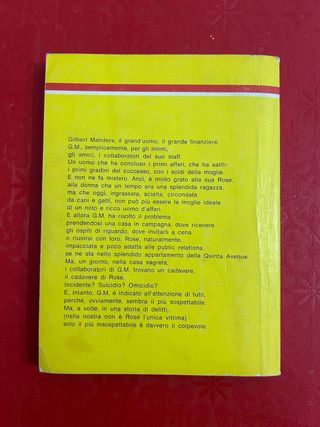 Gilbert Manders, il grand'uomo, il grande finanziere.
G.M., semplicemente, per gli intimi,
gli amici, i collaboratori del suo staff.
Un uomo che ha concluso i primi affari, che ha salito
i primi gradini del successo, con i soldi della moglie.
E non ne fa mistero. Anzi, è molto grato alla sua Rose,
alla donna che un tempo era una splendida ragazza,
ma che oggi, ingrassata, sciatta, circondata
da cani e gatti, non può più essere la moglie ideale
di un noto e ricco uomo d'affari.
E allora G.M. ha risolto il problema
prendendosi una casa in campagna, dove ricevere
gli ospiti di riguardo, dove invitarli a cena
o riunirsi con loro. Rose, naturalmente,
impacciata e poco adatta alle public relations,
se ne sta nello splendido appartamento della Quinta Avenue.
Ma, un giorno, nella casa segreta,
i collaboratori di G.M. trovano un cadavere,
il cadavere di Rose.
Incidente? Suicidio? Omicidio?
E, intanto, G.M. è indicato all'attenzione di tutti,
perché, ovviamente, sembra il più sospettabile.
Ma, a volte, in una storia di delitti,
(nella nostra non è Rose l'unica vittima)
solo il più insospettabile è davvero il colpevole.